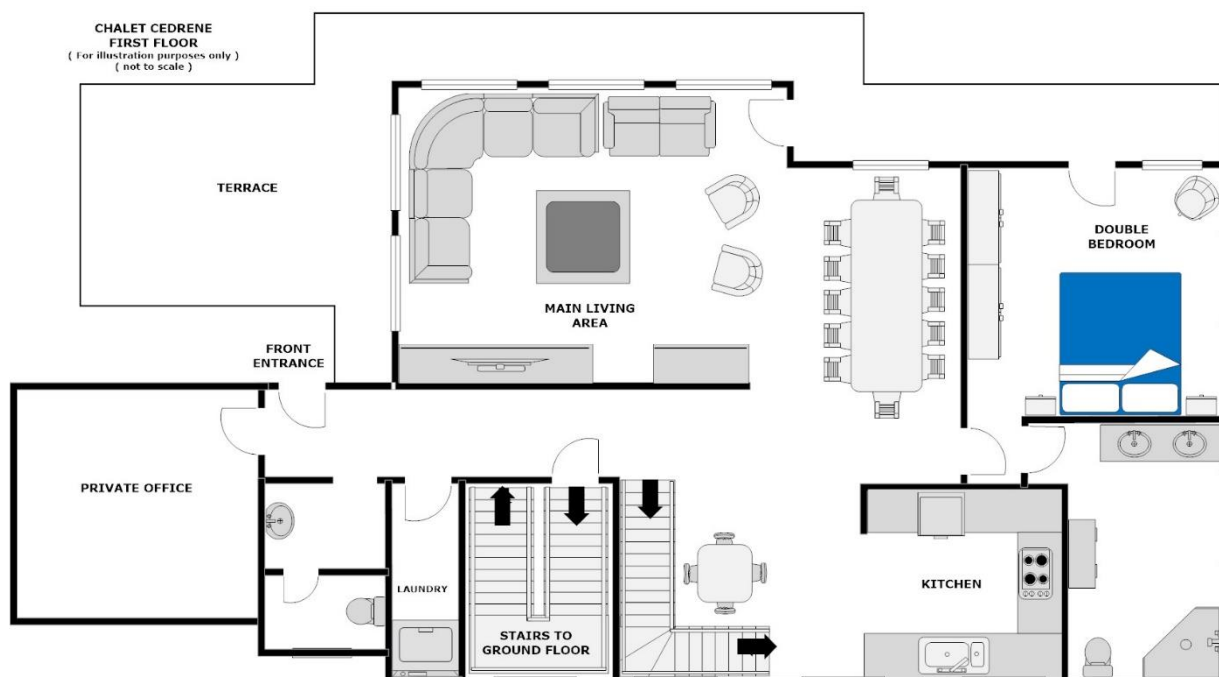 CHALET CEDRENE
FIRST FLOOR
( For illustration purposes only )
( not to scale )
TERRACE
DOUBLE
BEDROOM
MAIN LIVING
AREA
FRONT
ENTRANCE
PRIVATE OFFICE
LAUNDRY
KITCHEN
STAIRS TO
GROUND FLOOR